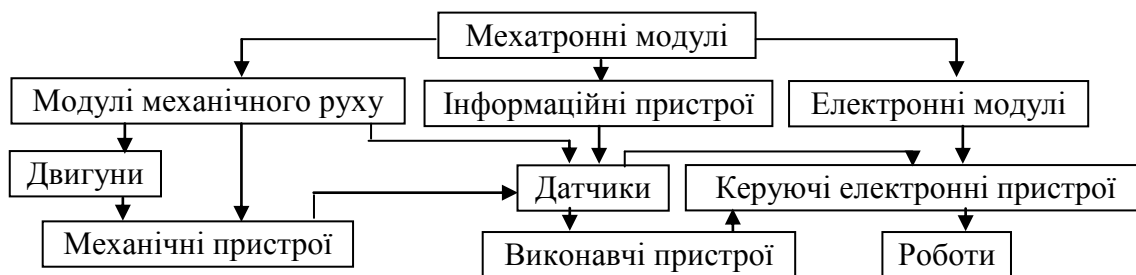 Мехатронні модулі
Модулі механічного руху
Інформаційні пристрої
Електронні модулі
Двигуни
Датчики
Керуючі електронні пристрої
Механічні пристрої
Виконавчі пристрої
Роботи